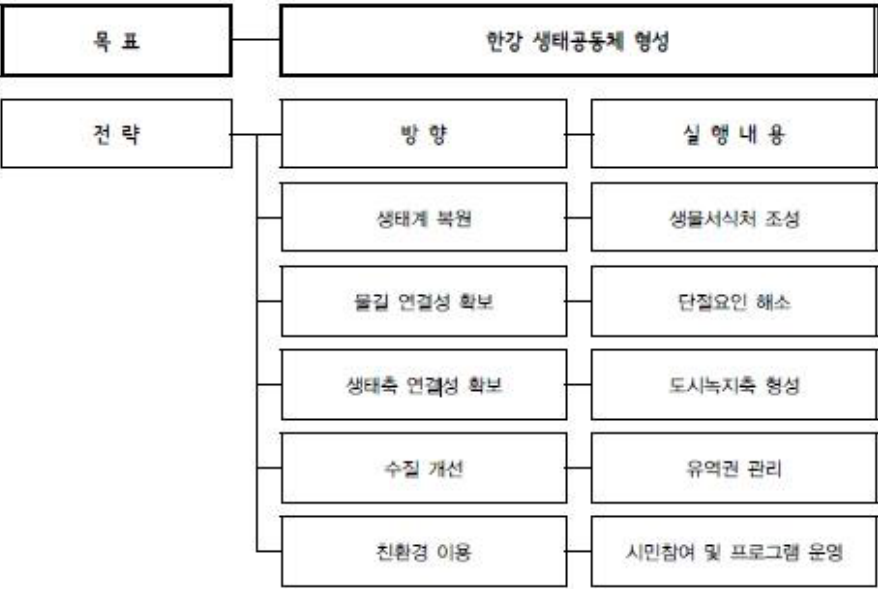 목 표
한강 생태공동체 형성
전 략
방 향
실 행 내 용
생태계 복원
생물서식처 조성
물길 연결성 확보
단절요인 해소
생태축 연결성 확보
도시녹지축 형성
수질 개선
유역권 관리
친환경 이용
시민참여 및 프로그램 운영